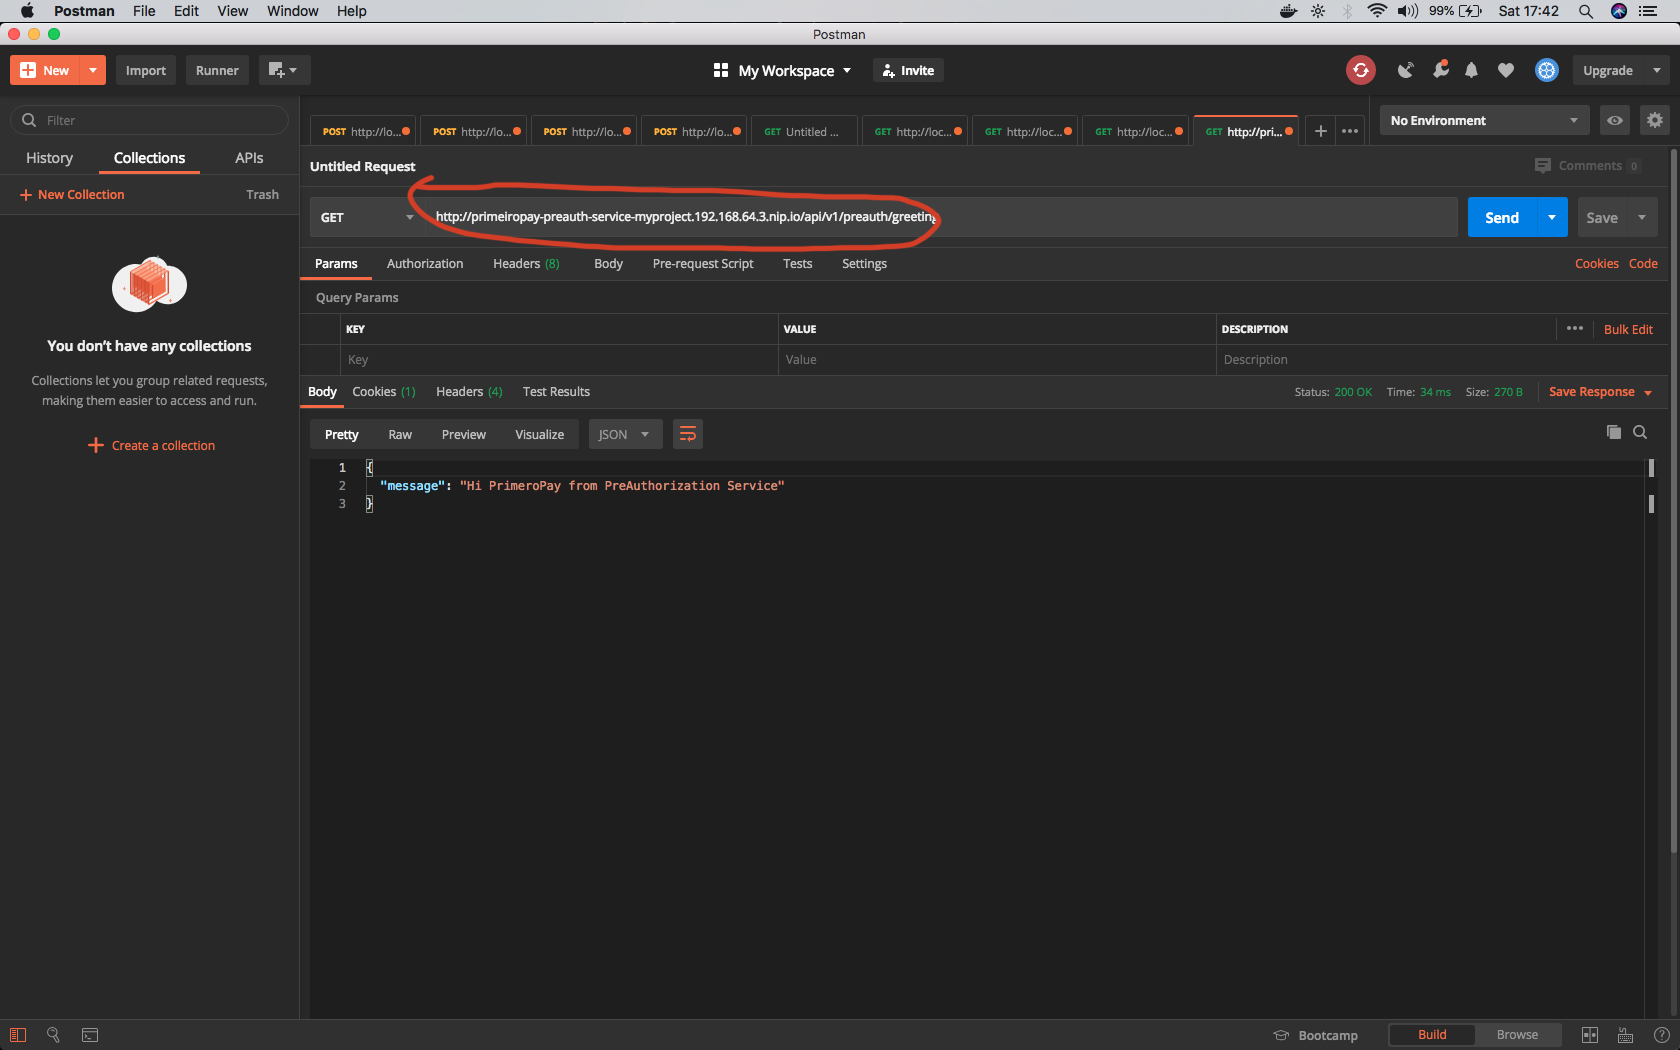 Postman File Edit View Window Help 99% Sat 17:42
Postman
New Import Runner My Workspace Invite Upgrade
Filter
POST http://lo... POST http://lo... POST http://lo... POST http://lo... GET Untitled ... GET http://loc... GET http://loc... GET http://loc... GET http://pri... No Environment
History Collections APIs
New Collection Trash
Untitled Request Comments 0
GET http://primeiropay-preauth-service-myproject.192.168.64.3.nip.io/api/v1/preauth/greeting Send Save
Params Authorization Headers (8) Body Pre-request Script Tests Settings Cookies Code
Query Params
KEY VALUE DESCRIPTION Bulk Edit
Key Value Description
Body Cookies (1) Headers (4) Test Results Status: 200 OK Time: 34 ms Size: 270 B Save Response
Pretty Raw Preview Visualize JSON
1 {
2 "message": "Hi PrimeroPay from PreAuthorization Service"
3 }
You don't have any collections
Collections let you group related requests,
making them easier to access and run.
Create a collection
Bootcamp Build Browse